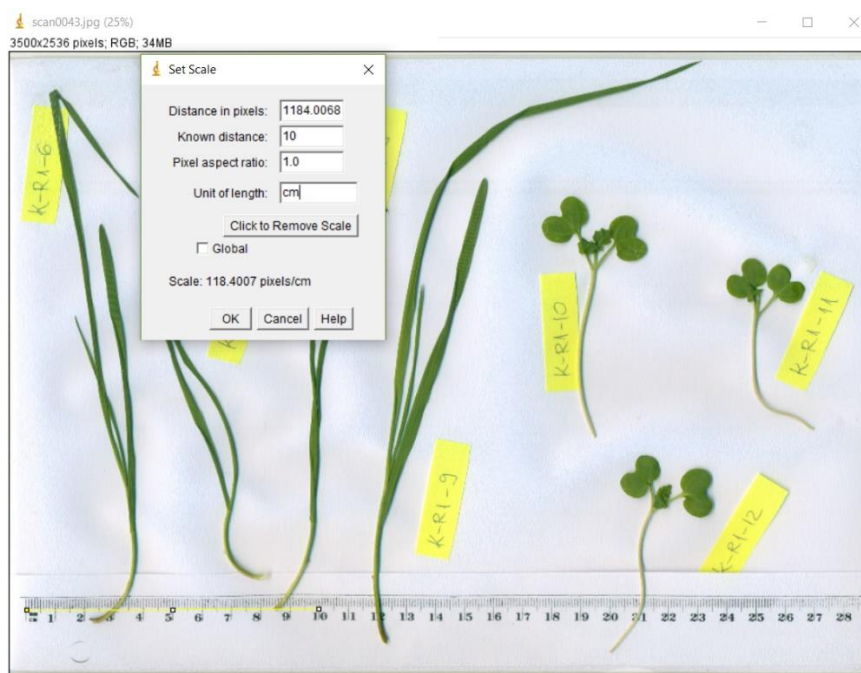 scan0043.jpg (25%)
3500x2536 pixels; RGB; 34MB
Set Scale
Distance in pixels: 1184.0068
Known distance: 10
Pixel aspect ratio: 1.0
Unit of length: cm
Click to Remove Scale
Global
Scale: 118.4007 pixels/cm
OK Cancel Help
K-R1-6
K-R1-10
K-R1-11
K-R1-9
K-R1-12
1 2 3 4 5 6 7 8 9 10 11 12 13 14 15 16 17 18 19 20 21 22 23 24 25 26 27 28